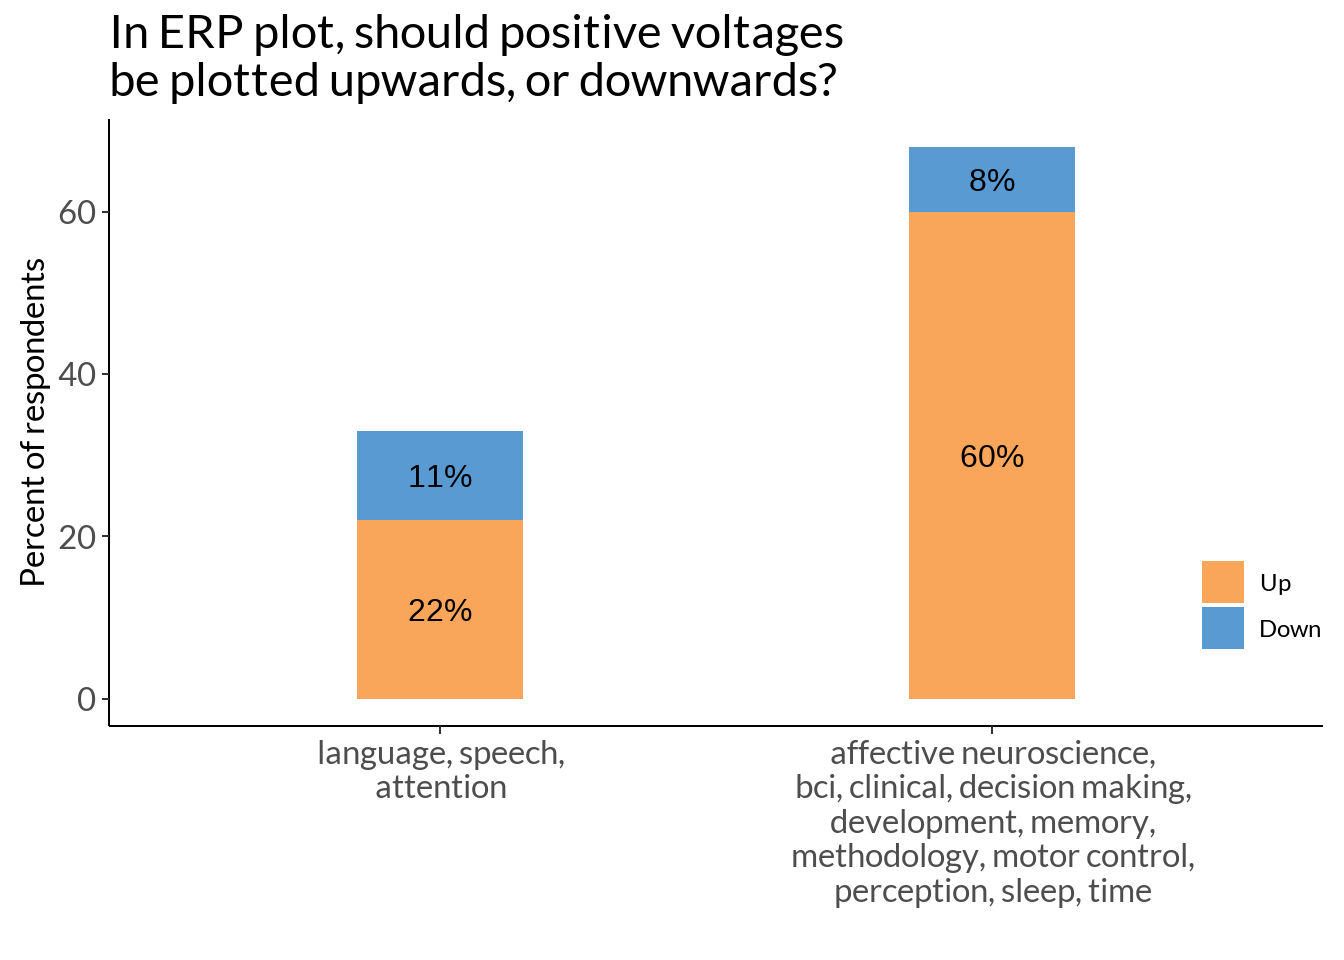 In ERP plot, should positive voltages
be plotted upwards, or downwards?
Percent of respondents
60
40
20
0
8%
60%
11%
22%
Up
Down
language, speech,
attention
affective neuroscience,
bci, clinical, decision making,
development, memory,
methodology, motor control,
perception, sleep, time